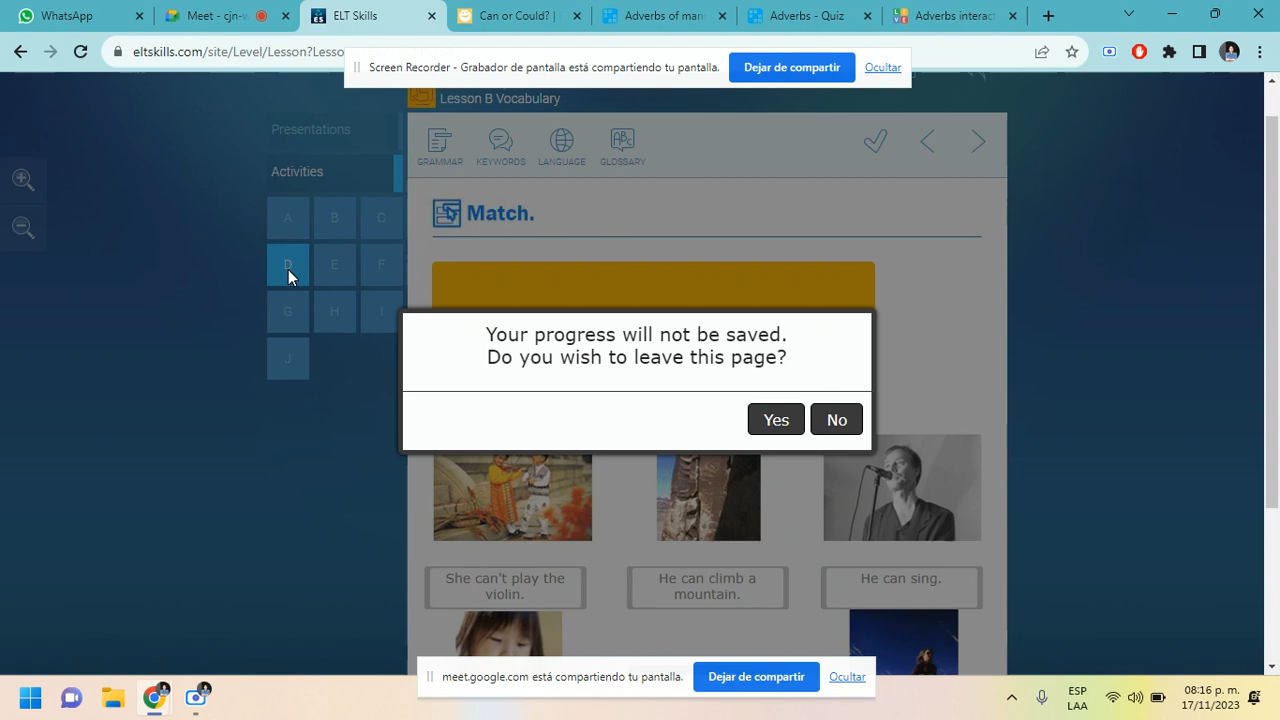 WhatsApp
Meet - cjn-w
ELT Skills
Can or Could? |
Adverbs of man
Adverbs - Quiz
Adverbs interact
eltskills.com/site/Level/Lesson?Lesso
Screen Recorder - Grabador de pantalla está compartiendo tu pantalla.
Dejar de compartir
Ocultar
Lesson B Vocabulary
Presentations
Activities
GRAMMAR
KEYWORDS
LANGUAGE
GLOSSARY
ABC
A
B
C
D
E
F
G
H
I
J
Match.
Your progress will not be saved.
Do you wish to leave this page?
Yes
No
She can't play the
violin.
He can climb a
mountain.
He can sing.
meet.google.com está compartiendo tu pantalla.
Dejar de compartir
Ocultar
ESP
LAA
08:16 p. m.
17/11/2023